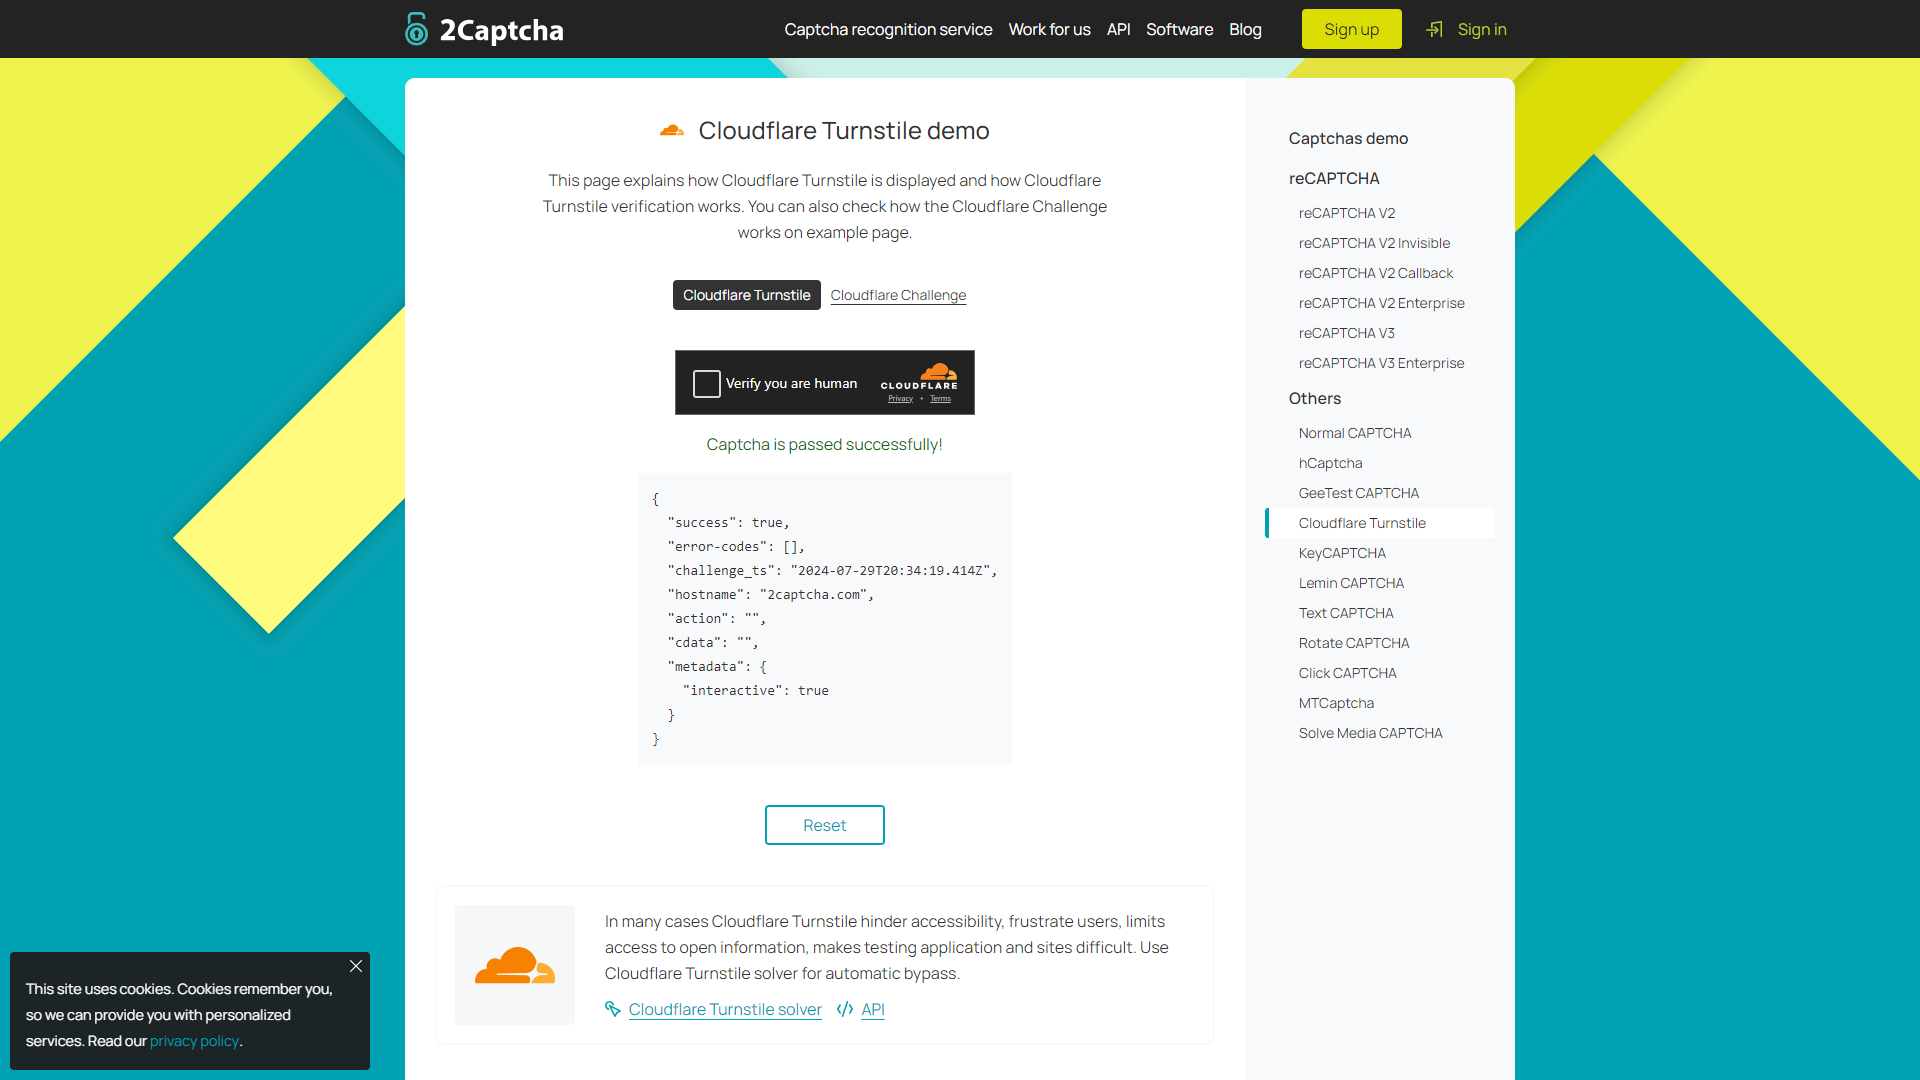 2Captcha
Captcha recognition service Work for us API Software Blog Sign up Sign in
Cloudflare Turnstile demo
This page explains how Cloudflare Turnstile is displayed and how Cloudflare
Turnstile verification works. You can also check how the Cloudflare Challenge
works on example page.
Cloudflare Turnstile Cloudflare Challenge
Verify you are human
CLOUDFLARE
Privacy • Terms
Captcha is passed successfully!
{
"success": true,
"error-codes": [],
"challenge_ts": "2024-07-29T20:34:19.414Z",
"hostname": "2captcha.com",
"action": "",
"cdata": "",
"metadata": {
"interactive": true
}
}
Reset
In many cases Cloudflare Turnstile hinder accessibility, frustrate users, limits
access to open information, makes testing application and sites difficult. Use
Cloudflare Turnstile solver for automatic bypass.
Cloudflare Turnstile solver API
Captchas demo
reCAPTCHA
reCAPTCHA V2
reCAPTCHA V2 Invisible
reCAPTCHA V2 Callback
reCAPTCHA V2 Enterprise
reCAPTCHA V3
reCAPTCHA V3 Enterprise
Others
Normal CAPTCHA
hCaptcha
GeeTest CAPTCHA
Cloudflare Turnstile
KeyCAPTCHA
Lemin CAPTCHA
Text CAPTCHA
Rotate CAPTCHA
Click CAPTCHA
MTCaptcha
Solve Media CAPTCHA
This site uses cookies. Cookies remember you,
so we can provide you with personalized
services. Read our privacy policy.